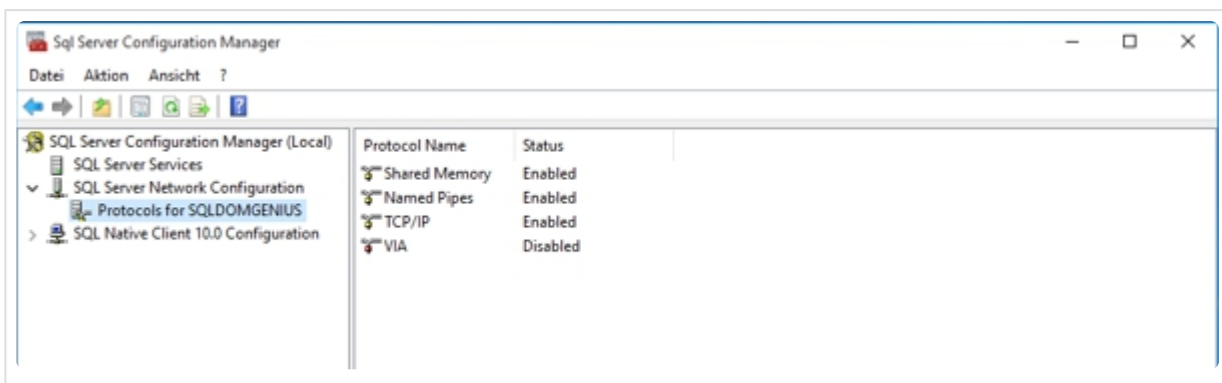 Sql Server Configuration Manager
Datei Aktion Ansicht ?
SQL Server Configuration Manager (Local)
SQL Server Services
SQL Server Network Configuration
Protocols for SQLDOMGENIUS
SQL Native Client 10.0 Configuration
Protocol Name Status
Shared Memory Enabled
Named Pipes Enabled
TCP/IP Enabled
VIA Disabled